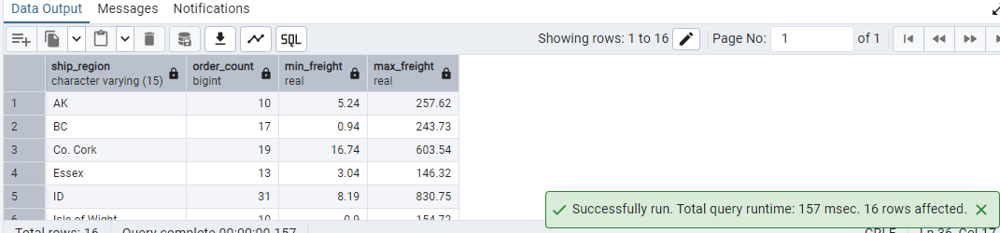 Data Output Messages Notifications
SQL Showing rows: 1 to 16 Page No: 1 of 1
ship_region order_count min_freight max_freight
character varying (15) bigint real real
1 AK 10 5.24 257.62
2 BC 17 0.94 243.73
3 Co. Cork 19 16.74 603.54
4 Essex 13 3.04 146.32
5 ID 31 8.19 830.75
6 Isle of Wight 10 0.9 154.72
Successfully run. Total query runtime: 157 msec. 16 rows affected.
Total rows: 16 Query complete 00:00:00.157 CRLF Ln 36, Col 17